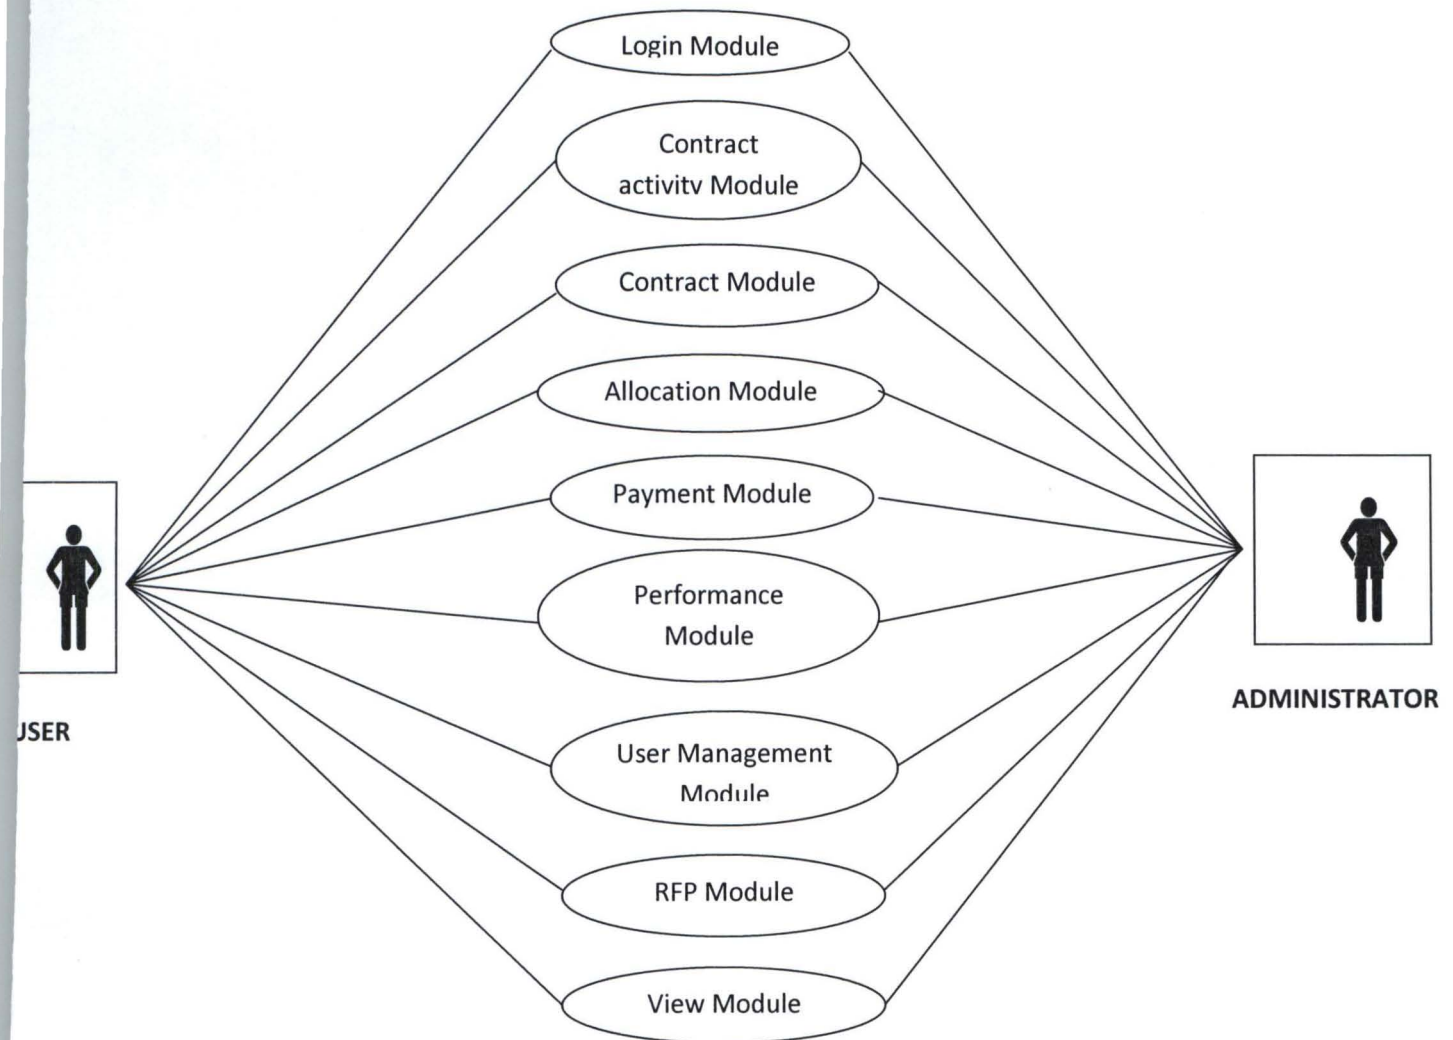 Login Module
Contract
activity Module
Contract Module
Allocation Module
Payment Module
Performance
Module
USER
ADMINISTRATOR
User Management
Module
RFP Module
View Module